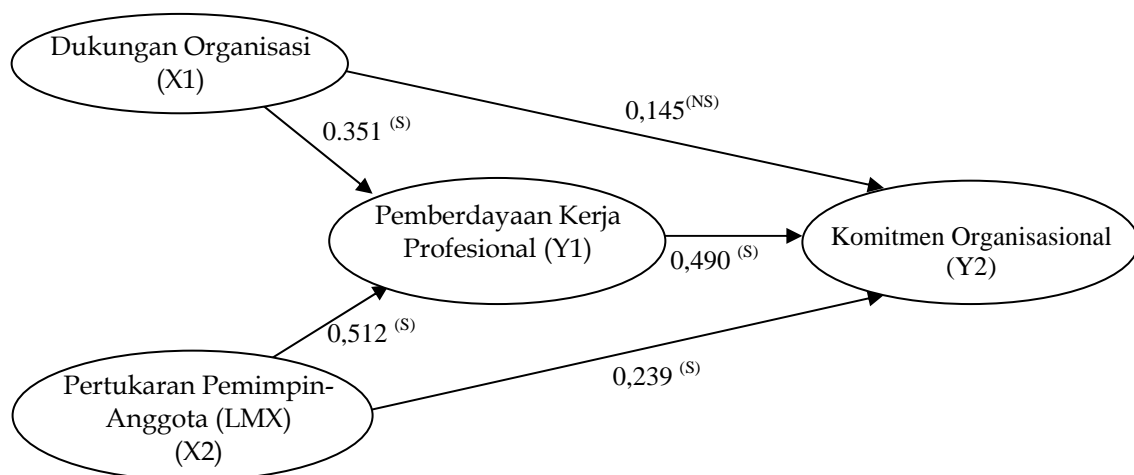 Dukungan Organisasi
(X1)
0,145(NS)
0.351 (S)
Pemberdayaan Kerja
Profesional (Y1)
0,490 (S)
Komitmen Organisasional
(Y2)
0,512 (S)
0,239 (S)
Pertukaran Pemimpin-
Anggota (LMX)
(X2)